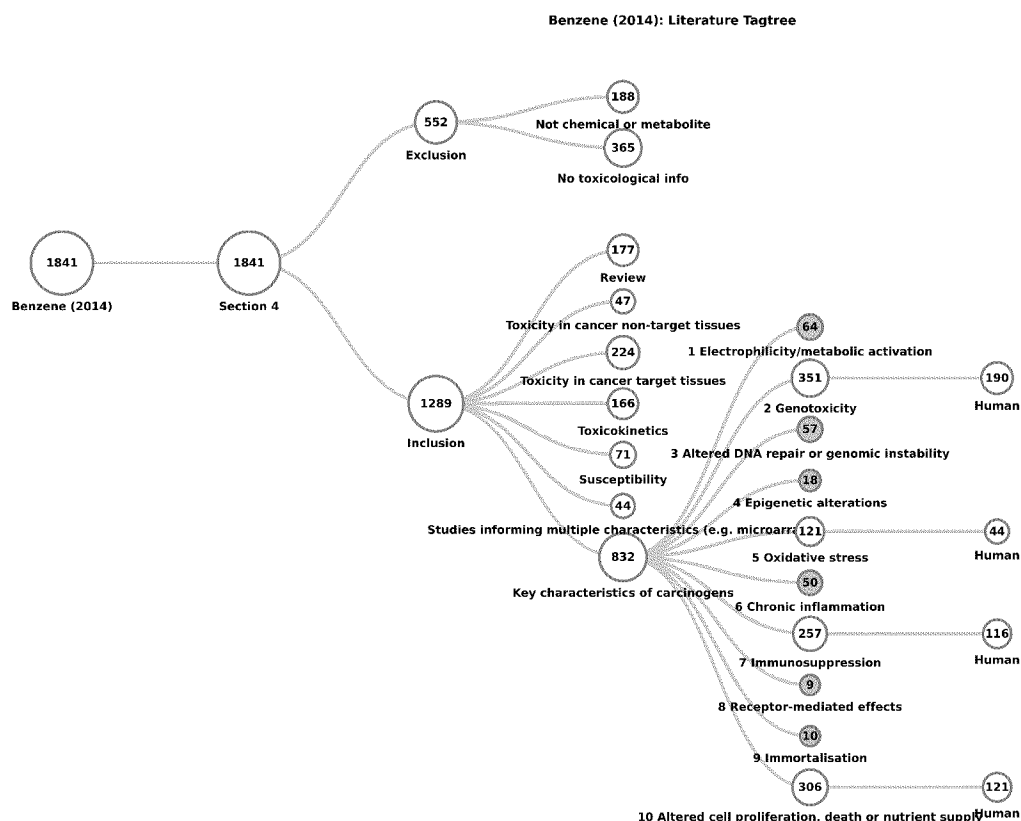 Benzene (2014): Literature Tagtree
188
Not chemical or metabolite
552
Exclusion
365
No toxicological info
1841
Benzene (2014)
1841
Section 4
177
Review
47
Toxicity in cancer non-target tissues
224
Toxicity in cancer target tissues
1289
Inclusion
166
Toxicokinetics
71
Susceptibility
44
Studies informing multiple characteristics (e.g. microarra
832
Key characteristics of carcinogens
64
1 Electrophilicity/metabolic activation
351
2 Genotoxicity
190
Human
57
3 Altered DNA repair or genomic instability
18
4 Epigenetic alterations
121
5 Oxidative stress
44
Human
50
6 Chronic inflammation
257
7 Immunosuppression
116
Human
9
8 Receptor-mediated effects
10
9 Immortalisation
306
10 Altered cell proliferation, death or nutrient supply
121
Human